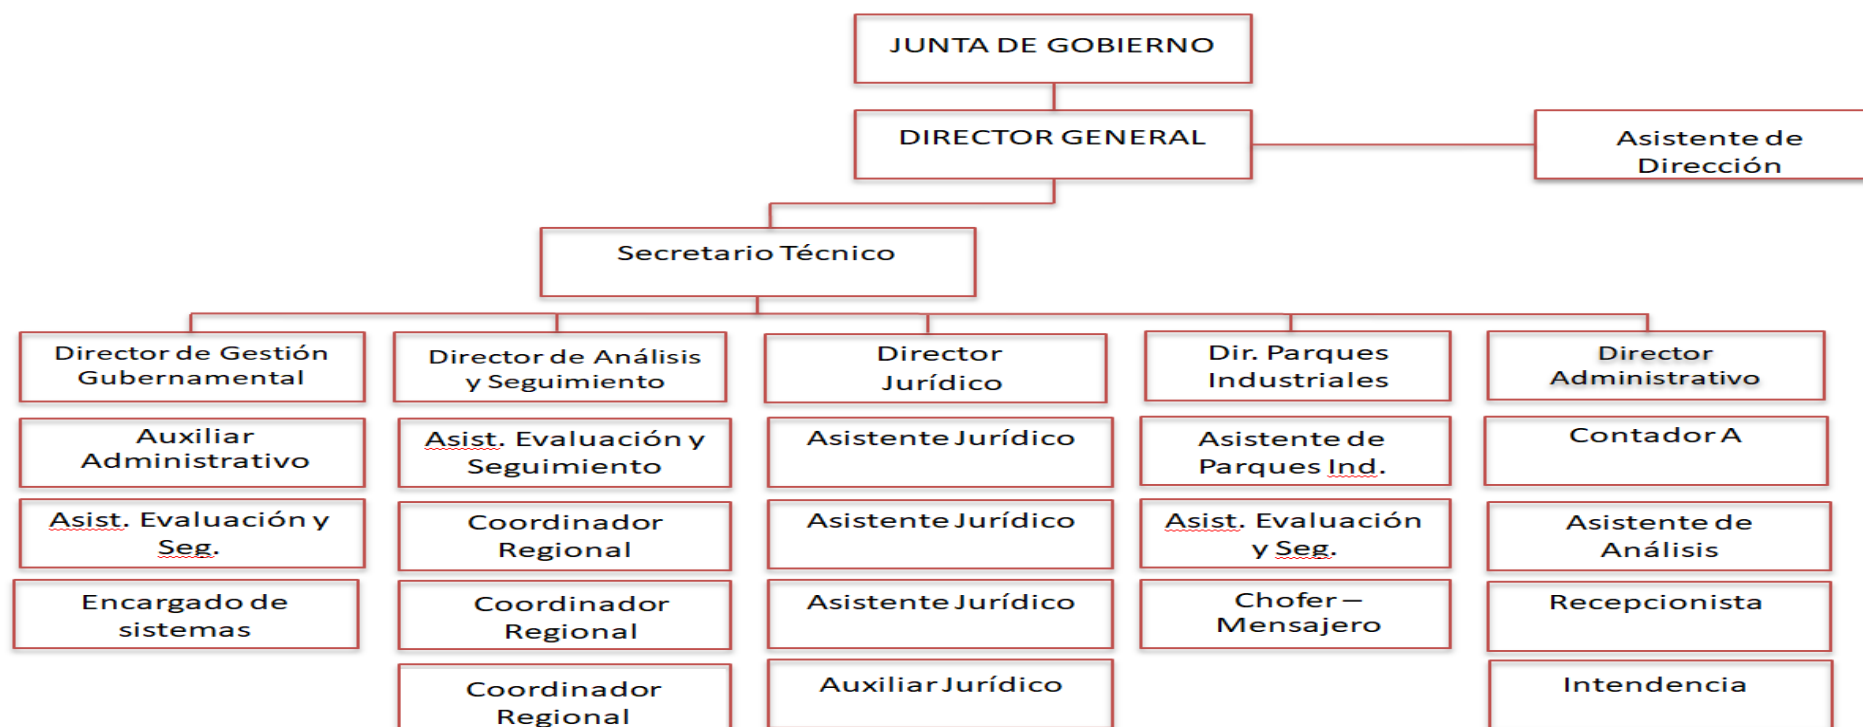 JUNTA DE GOBIERNO
DIRECTOR GENERAL
Asistente de
Dirección
Secretario Técnico
Director de Gestión
Gubernamental
Director de Análisis
y Seguimiento
Director
Jurídico
Dir. Parques
Industriales
Director
Administrativo
Auxiliar
Administrativo
Asist. Evaluación y
Seguimiento
Asistente Jurídico
Asistente de
Parques Ind.
Contador A
Asist. Evaluación y
Seg.
Coordinador
Regional
Asistente Jurídico
Asist. Evaluación
y Seg.
Asistente de
Análisis
Encargado de
sistemas
Coordinador
Regional
Asistente Jurídico
Chofer –
Mensajero
Recepcionista
Coordinador
Regional
Auxiliar Jurídico
Intendencia